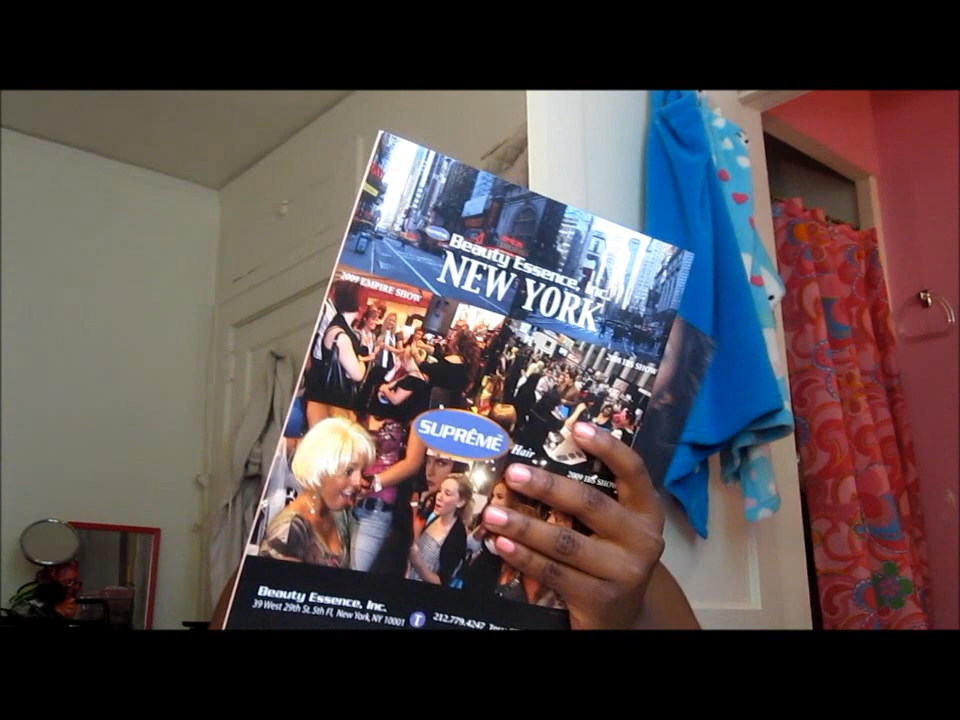 Beauty Essence, Inc.
NEW YORK
2009 EMPIRE SHOW
IBS SHOW
SUPRÊME
Hair
2009 IBS SHOW
Beauty Essence, Inc.
39 West 29th St. 5th Fl, New York, NY 10001
T 212.779.4247